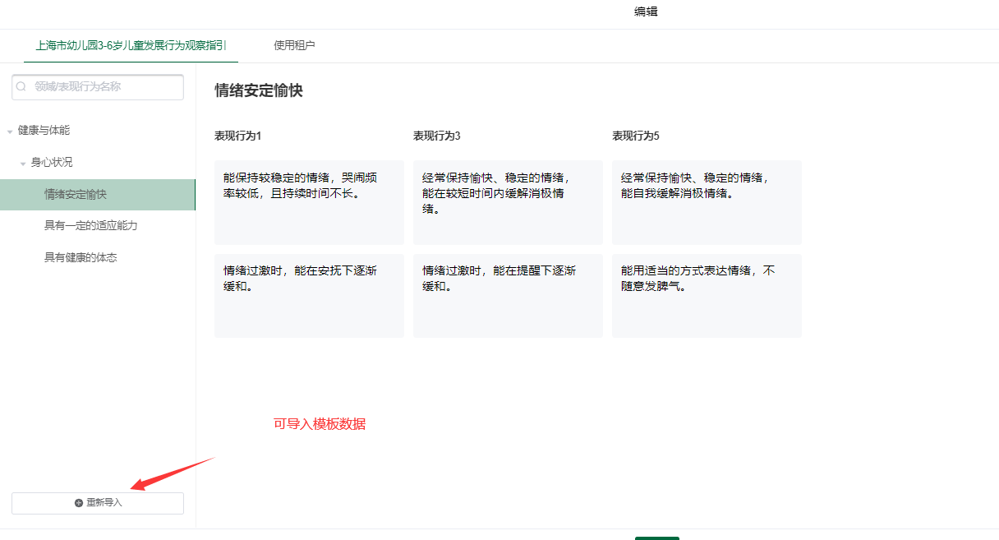 编辑
上海市幼儿园3-6岁儿童发展行为观察指引
使用租户
领域/表现行为名称
健康与体能
身心状况
情绪安定愉快
具有一定的适应能力
具有健康的体态
重新导入
情绪安定愉快
表现行为1
表现行为3
表现行为5
能保持较稳定的情绪，哭闹频
率较低，且持续时间不长。
经常保持愉快、稳定的情绪，
能在较短时间内缓解消极情
绪。
经常保持愉快、稳定的情绪，
能自我缓解消极情绪。
情绪过激时，能在安抚下逐渐
缓和。
情绪过激时，能在提醒下逐渐
缓和。
能用适当的方式表达情绪，不
随意发脾气。
可导入模板数据